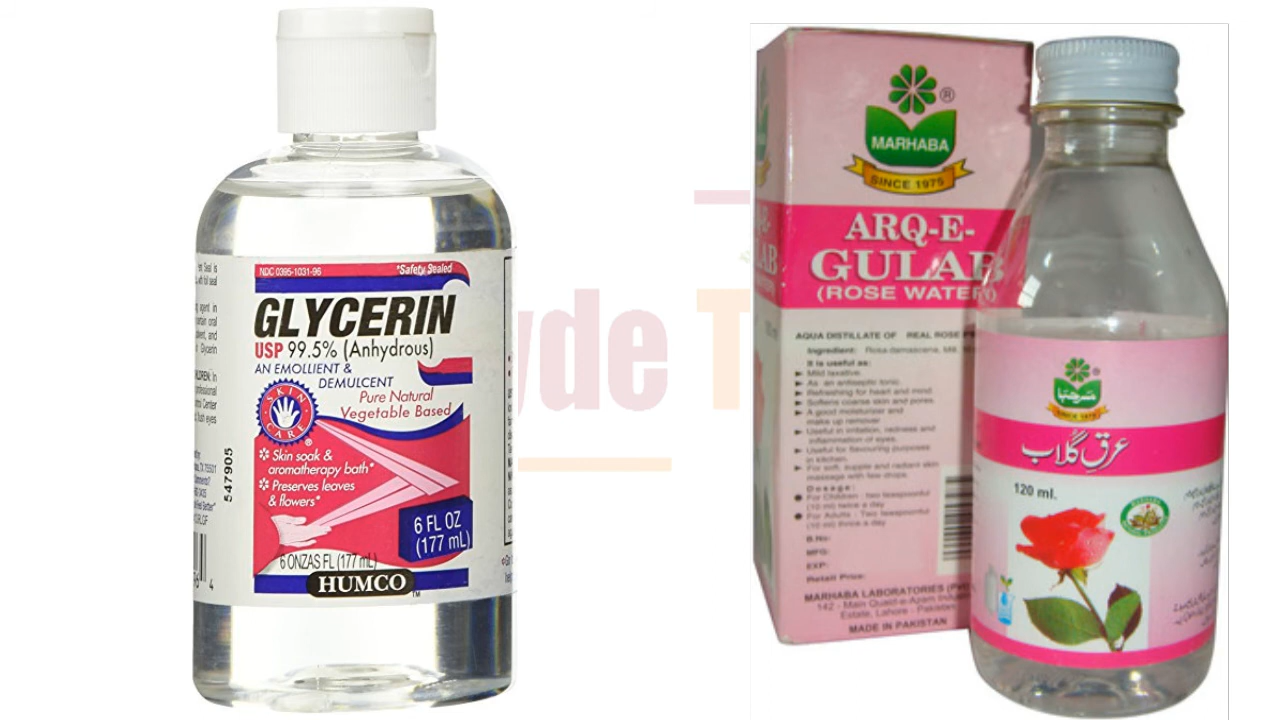 NDC 0395-1031-96
*Safety Sealed
GLYCERIN
USP 99.5% (Anhydrous)
AN EMOLLIENT &
DEMULCENT
Pure Natural
Vegetable Based
SKIN
CARE
®
Skin soak &
aromatherapy bath*
Preserves leaves
& flowers*
6 FL OZ
(177 mL)
6 ONZAS FL (177 mL)
HUMCO™
547905
yde T
®
MARHABA
SINCE 1975
ARQ-E-
GULAB
(ROSE WATER)
AQUA DISTILLATE OF REAL ROSE
Ingredient: Rosa damascena, Mill.
It is useful as:
Mild laxative.
As an antiseptic tonic.
Refreshing for heart and mind.
Softens coarse skin and pores.
A good moisturizer and
make up remover
Useful in irritation, redness and
inflammation of eyes.
Useful for flavouring purposes
in kitchen.
For soft, supple and radiant skin
massage with few drops.
Dosage:
For Children : two teaspoonful
(10 ml) twice a day
For Adults : Two teaspoonful
(10 ml) thrice a day
B.No:
MFG:
EXP:
Retail Price:
MARHABA LABORATORIES
142 - Main Quaid-e-Azam
Estate, Lahore - Pakistan
MADE IN PAKISTAN
®
مرحبا
SINCE 1975
عرق گلاب
120 ml.